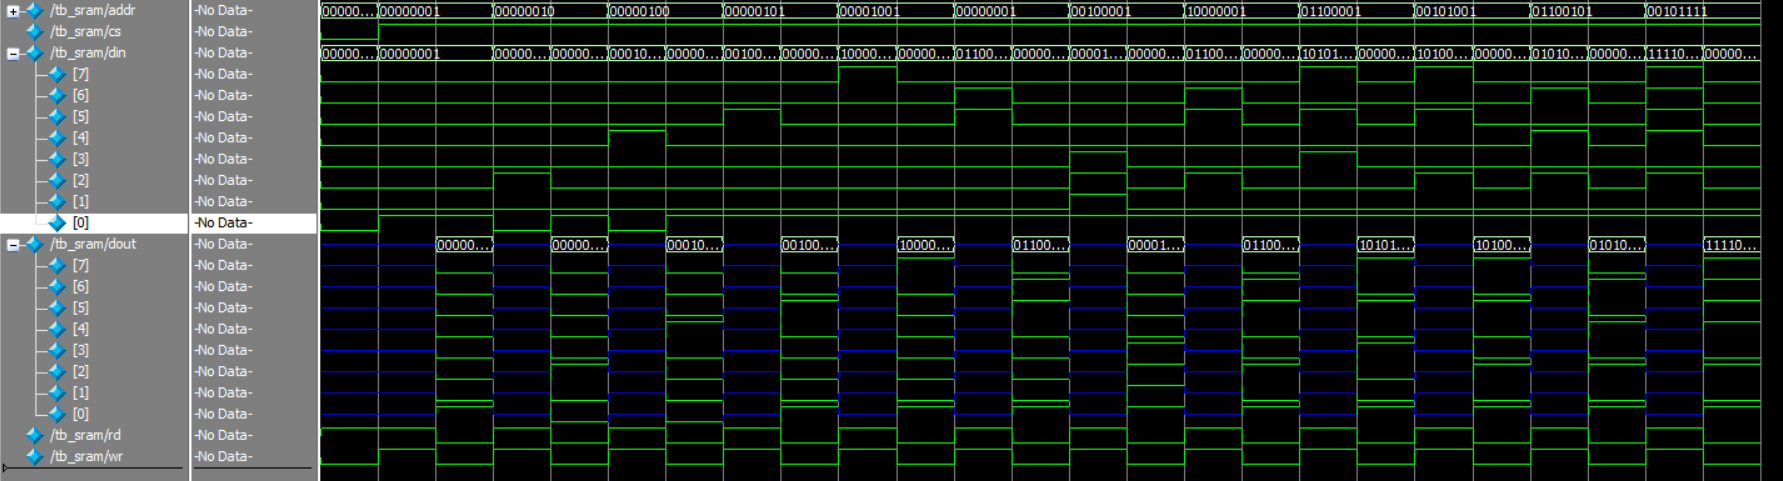 /tb_sram/addr -No Data- 00000... 00000001 00000010 00000100 00000101 00001001 00000001 00100001 10000001 01100001 00101001 01100101 00101111
/tb_sram/cs -No Data-
/tb_sram/din -No Data- 00000... 00000001 00000... 00000... 00010... 00000... 00100... 00000... 10000... 00000... 01100... 00000... 00001... 00000... 01100... 00000... 10101... 00000... 10100... 00000... 01010... 00000... 11110... 00000...
[7] -No Data-
[6] -No Data-
[5] -No Data-
[4] -No Data-
[3] -No Data-
[2] -No Data-
[1] -No Data-
[0] -No Data-
/tb_sram/dout -No Data- 00000... 00000... 00010... 00100... 10000... 01100... 00001... 01100... 10101... 10100... 01010... 11110...
[7] -No Data-
[6] -No Data-
[5] -No Data-
[4] -No Data-
[3] -No Data-
[2] -No Data-
[1] -No Data-
[0] -No Data-
/tb_sram/rd -No Data-
/tb_sram/wr -No Data-